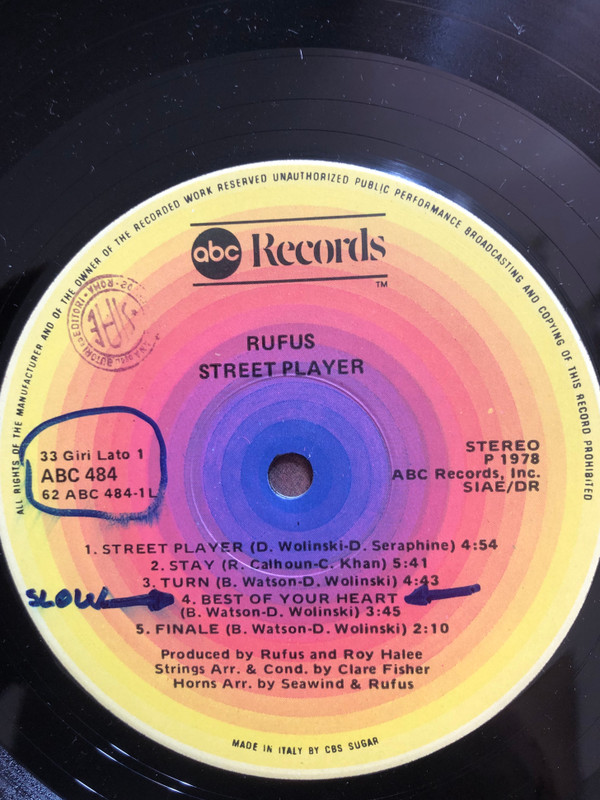 ALL RIGHTS OF THE MANUFACTURER AND OF THE OWNER OF THE RECORDED WORK RESERVED UNAUTHORIZED PUBLIC PERFORMANCE BROADCASTING AND COPYING OF THIS RECORD PROHIBITED
abc Records
TM
SIAE
RUFUS
STREET PLAYER
33 Giri Lato 1
ABC 484
62 ABC 484-1L
STEREO
P 1978
ABC Records, Inc.
SIAE/DR
1. STREET PLAYER (D. Wolinski-D. Seraphine) 4:54
2. STAY (R. Calhoun-C. Khan) 5:41
3. TURN (B. Watson-D. Wolinski) 4:43
SLOW 4. BEST OF YOUR HEART
(B. Watson-D. Wolinski) 3:45
5. FINALE (B. Watson-D. Wolinski) 2:10
Produced by Rufus and Roy Halee
Strings Arr. & Cond. by Clare Fisher
Horns Arr. by Seawind & Rufus
MADE IN ITALY BY CBS SUGAR